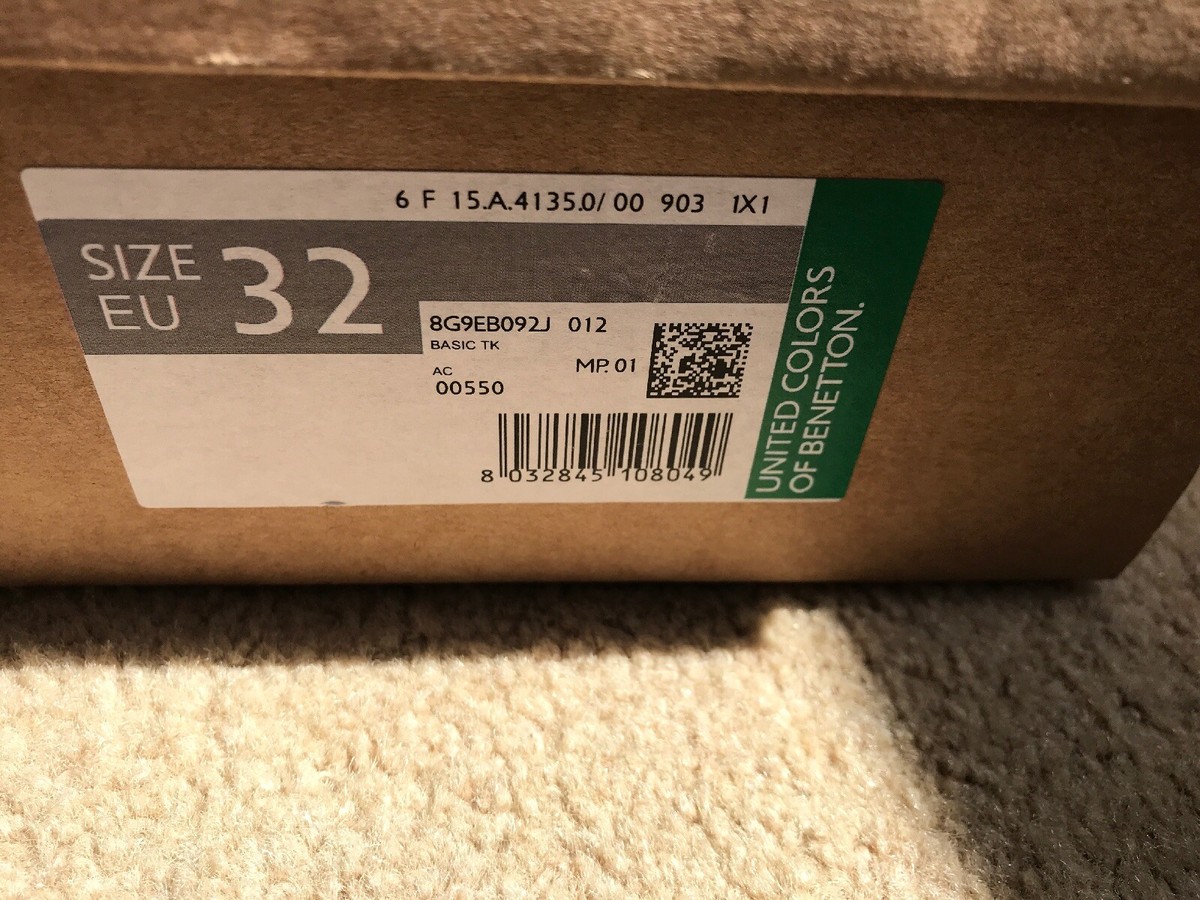 6 F 15.A.4135.0/ 00 903 1X1
SIZE
EU
32
8G9EB092J 012
BASIC TK
MP. 01
AC
00550
8 032845 108049
UNITED COLORS
OF BENETTON.